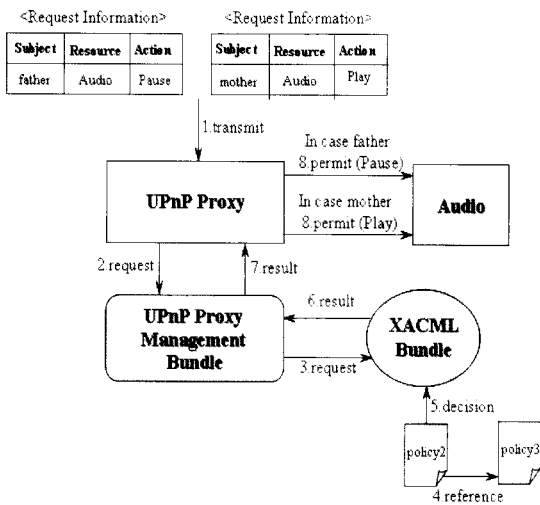 <Request Information>
Subject Resource Action
father Audio Pause
<Request Information>
Subject Resource Action
mother Audio Play
1.transmit
UPnP Proxy
In case father
8.permit (Pause)
In case mother
8.permit (Play)
Audio
2.request
7.result
UPnP Proxy
Management
Bundle
6.result
3.request
XACML
Bundle
5.decision
policy2
policy3
4.reference